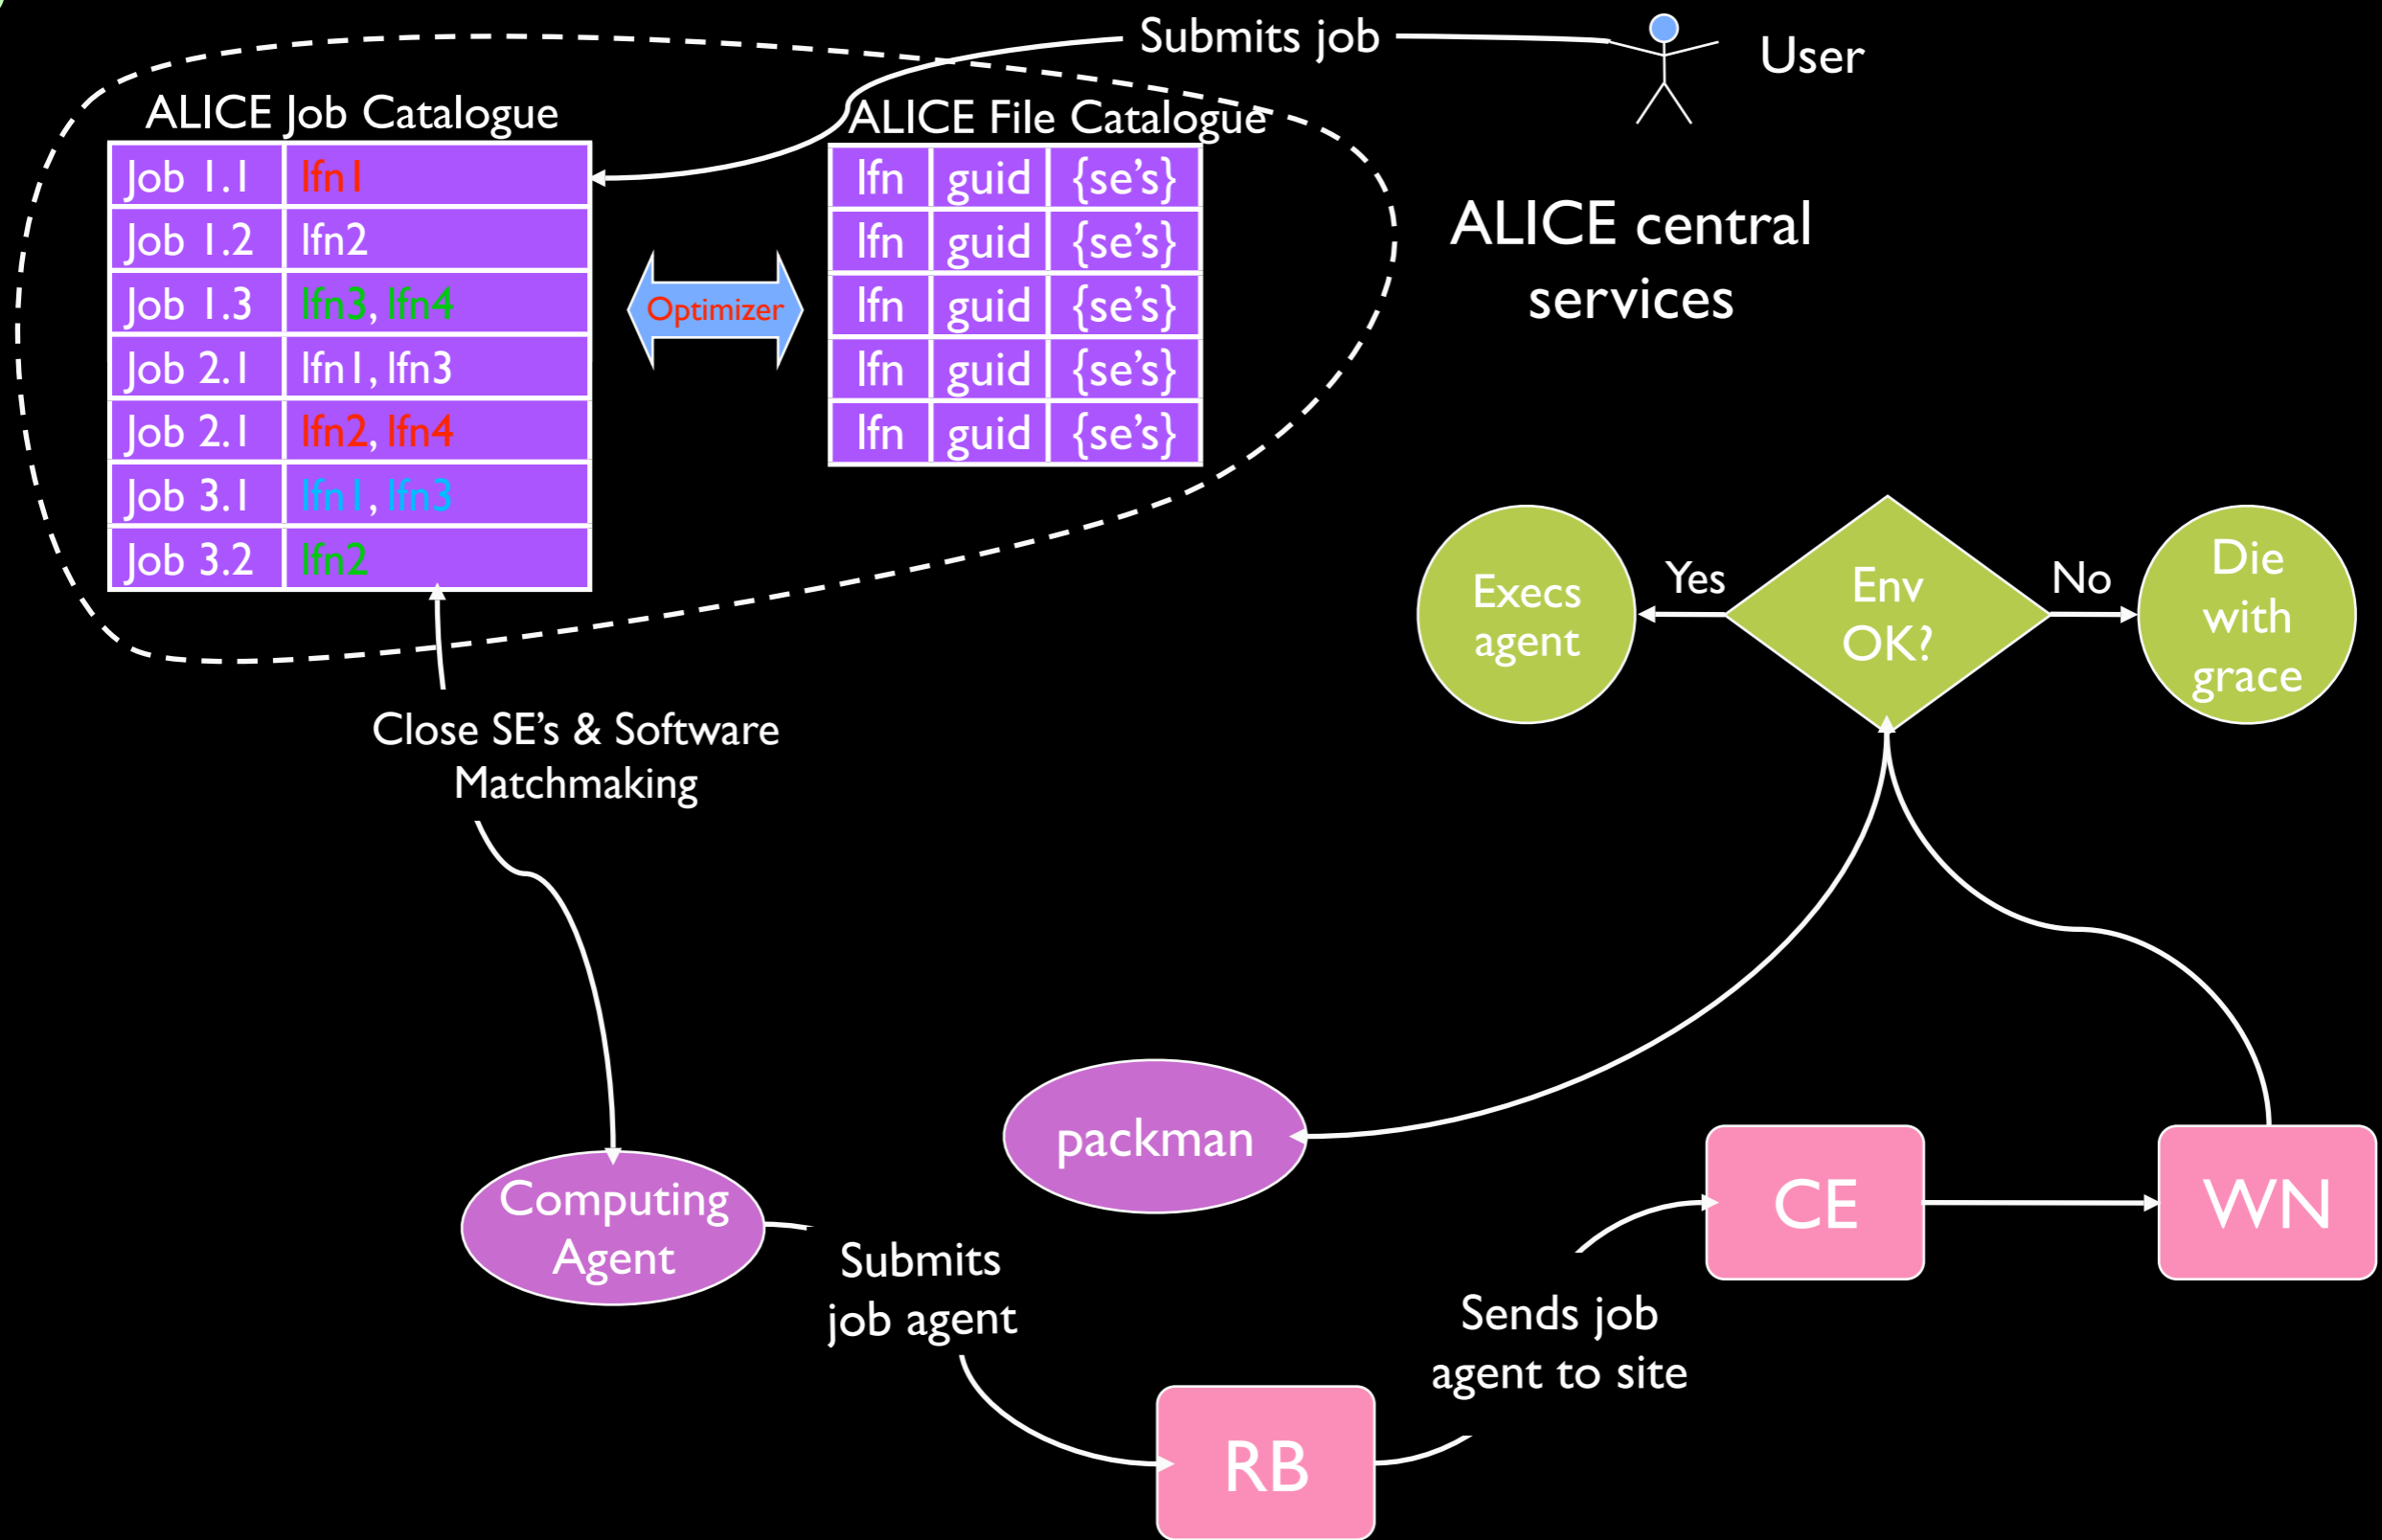 Submits job
User
ALICE Job Catalogue
Job 1.1 lfn1
Job 1.2 lfn2
Job 1.3 lfn3, lfn4
Job 2.1 lfn1, lfn3
Job 2.1 lfn2, lfn4
Job 3.1 lfn1, lfn3
Job 3.2 lfn2
Optimizer
ALICE File Catalogue
lfn guid {se's}
lfn guid {se's}
lfn guid {se's}
lfn guid {se's}
lfn guid {se's}
ALICE central
services
Execs
agent
Yes
Env
OK?
No
Die
with
grace
Close SE's & Software
Matchmaking
packman
Computing
Agent
Submits
job agent
RB
Sends job
agent to site
CE
WN